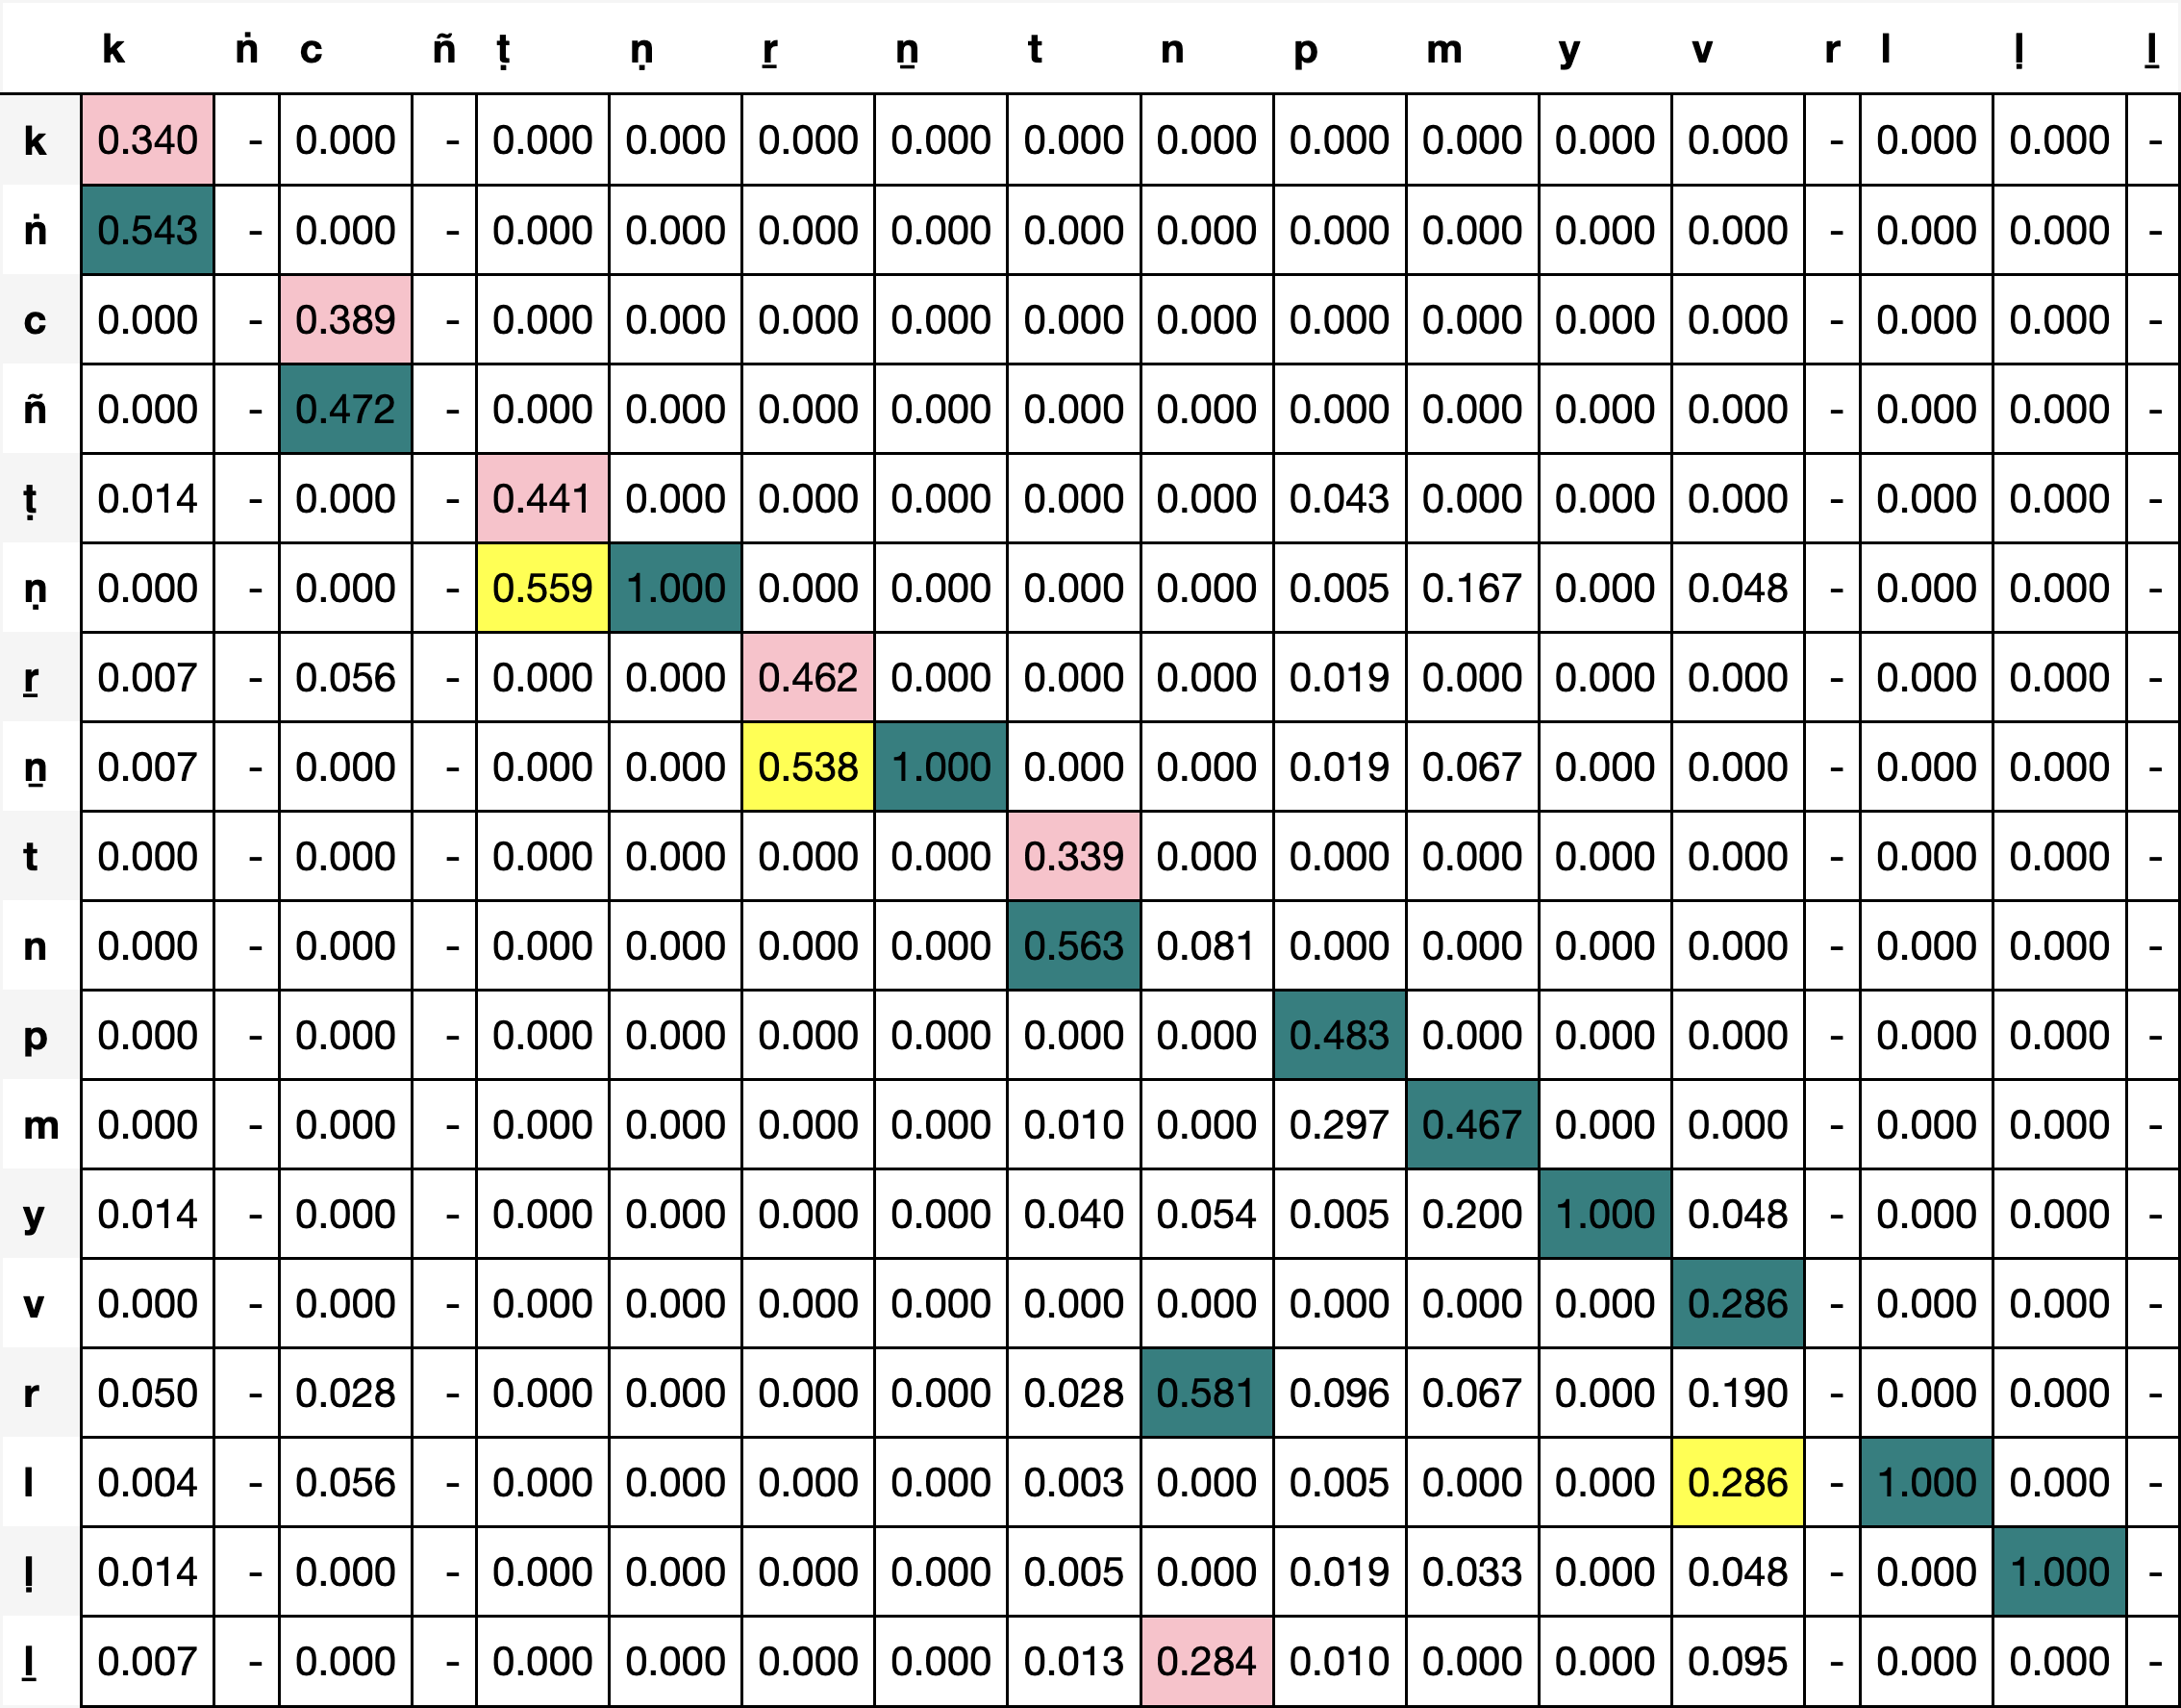 k ṅ c ñ ṭ ṇ ṟ ṉ t n p m y v r l ḷ ḻ
k 0.340 - 0.000 - 0.000 0.000 0.000 0.000 0.000 0.000 0.000 0.000 0.000 0.000 - 0.000 0.000 -
ṅ 0.543 - 0.000 - 0.000 0.000 0.000 0.000 0.000 0.000 0.000 0.000 0.000 0.000 - 0.000 0.000 -
c 0.000 - 0.389 - 0.000 0.000 0.000 0.000 0.000 0.000 0.000 0.000 0.000 0.000 - 0.000 0.000 -
ñ 0.000 - 0.472 - 0.000 0.000 0.000 0.000 0.000 0.000 0.000 0.000 0.000 0.000 - 0.000 0.000 -
ṭ 0.014 - 0.000 - 0.441 0.000 0.000 0.000 0.000 0.000 0.043 0.000 0.000 0.000 - 0.000 0.000 -
ṇ 0.000 - 0.000 - 0.559 1.000 0.000 0.000 0.000 0.000 0.005 0.167 0.000 0.048 - 0.000 0.000 -
ṟ 0.007 - 0.056 - 0.000 0.000 0.462 0.000 0.000 0.000 0.019 0.000 0.000 0.000 - 0.000 0.000 -
ṉ 0.007 - 0.000 - 0.000 0.000 0.538 1.000 0.000 0.000 0.019 0.067 0.000 0.000 - 0.000 0.000 -
t 0.000 - 0.000 - 0.000 0.000 0.000 0.000 0.339 0.000 0.000 0.000 0.000 0.000 - 0.000 0.000 -
n 0.000 - 0.000 - 0.000 0.000 0.000 0.000 0.563 0.081 0.000 0.000 0.000 0.000 - 0.000 0.000 -
p 0.000 - 0.000 - 0.000 0.000 0.000 0.000 0.000 0.000 0.483 0.000 0.000 0.000 - 0.000 0.000 -
m 0.000 - 0.000 - 0.000 0.000 0.000 0.000 0.010 0.000 0.297 0.467 0.000 0.000 - 0.000 0.000 -
y 0.014 - 0.000 - 0.000 0.000 0.000 0.000 0.040 0.054 0.005 0.200 1.000 0.048 - 0.000 0.000 -
v 0.000 - 0.000 - 0.000 0.000 0.000 0.000 0.000 0.000 0.000 0.000 0.000 0.286 - 0.000 0.000 -
r 0.050 - 0.028 - 0.000 0.000 0.000 0.000 0.028 0.581 0.096 0.067 0.000 0.190 - 0.000 0.000 -
l 0.004 - 0.056 - 0.000 0.000 0.000 0.000 0.003 0.000 0.005 0.000 0.000 0.286 - 1.000 0.000 -
ḷ 0.014 - 0.000 - 0.000 0.000 0.000 0.000 0.005 0.000 0.019 0.033 0.000 0.048 - 0.000 1.000 -
ḻ 0.007 - 0.000 - 0.000 0.000 0.000 0.000 0.013 0.284 0.010 0.000 0.000 0.095 - 0.000 0.000 -